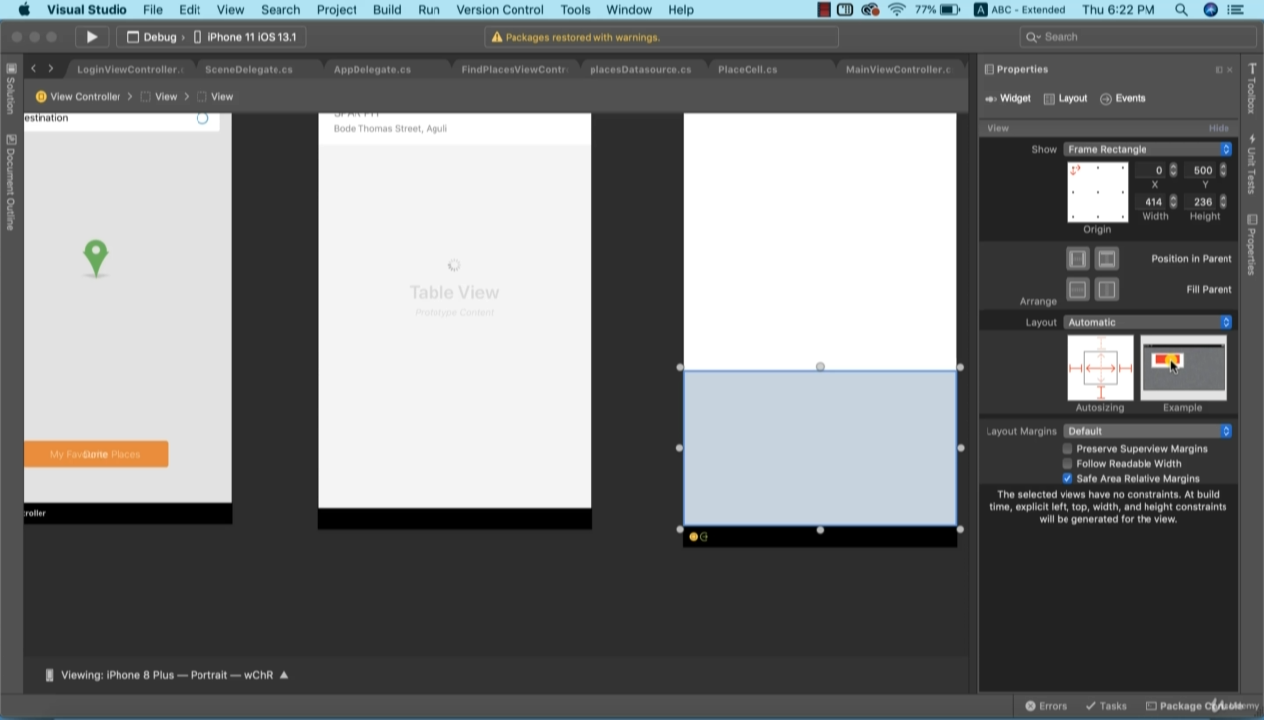 Visual Studio File Edit View Search Project Build Run Version Control Tools Window Help 77% A ABC - Extended Thu 6:22 PM
Debug › iPhone 11 iOS 13.1 Packages restored with warnings. Search
LoginViewController.c SceneDelegate.cs AppDelegate.cs FindPlacesViewContr placesDatasource.cs PlaceCell.cs MainViewController.c
View Controller > View > View
Solution
Document Outline
estination
Bode Thomas Street, Aguli
Table View
Prototype Content
Places
roller
Viewing: iPhone 8 Plus — Portrait — wChR
Properties
Widget Layout Events
View Hide
Show Frame Rectangle
0 500
X Y
414 236
Width Height
Origin
Position in Parent
Fill Parent
Arrange
Layout Automatic
Autosizing Example
Layout Margins Default
Preserve Superview Margins
Follow Readable Width
Safe Area Relative Margins
The selected views have no constraints. At build
time, explicit left, top, width, and height constraints
will be generated for the view.
Toolbox
Unit Tests
Properties
Errors Tasks Package